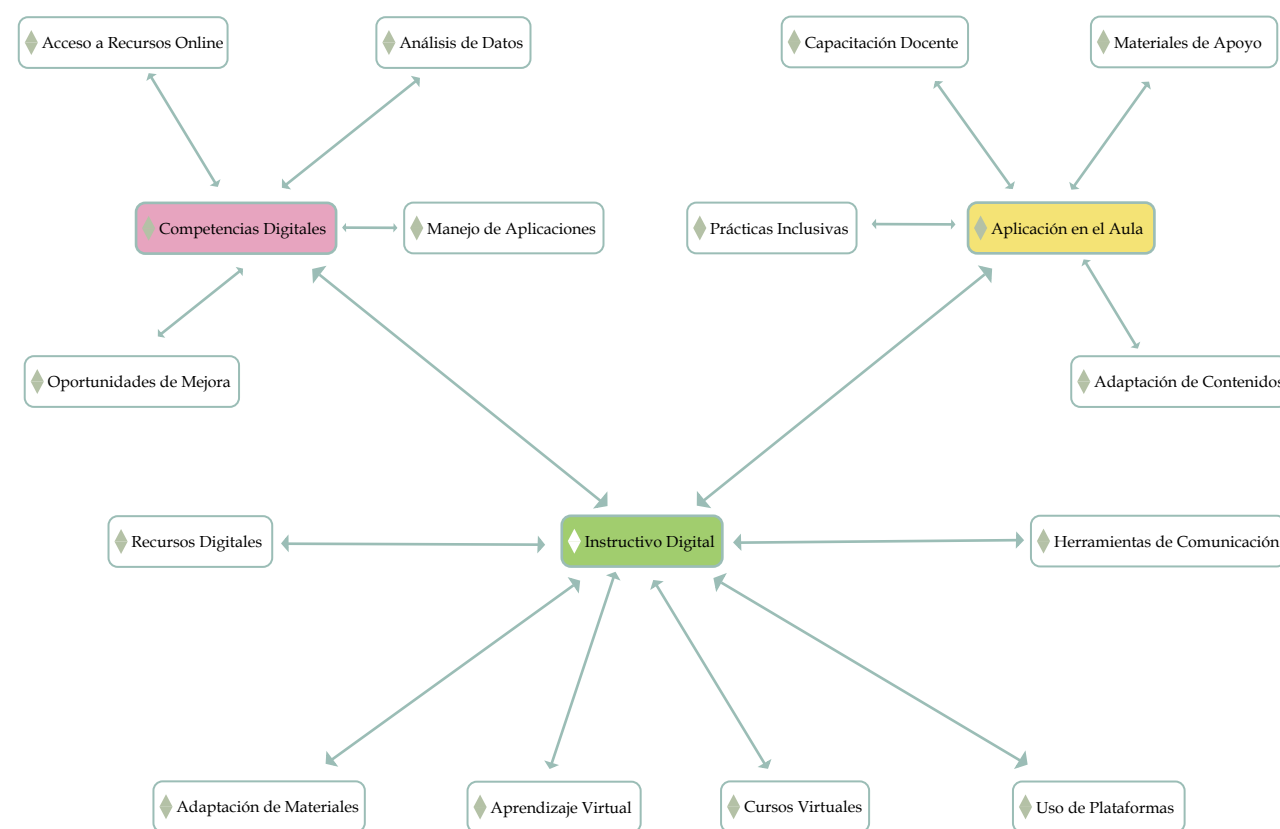 Acceso a Recursos Online
Análisis de Datos
Capacitación Docente
Materiales de Apoyo
Competencias Digitales
Manejo de Aplicaciones
Prácticas Inclusivas
Aplicación en el Aula
Oportunidades de Mejora
Adaptación de Contenidos
Recursos Digitales
Instructivo Digital
Herramientas de Comunicación
Adaptación de Materiales
Aprendizaje Virtual
Cursos Virtuales
Uso de Plataformas